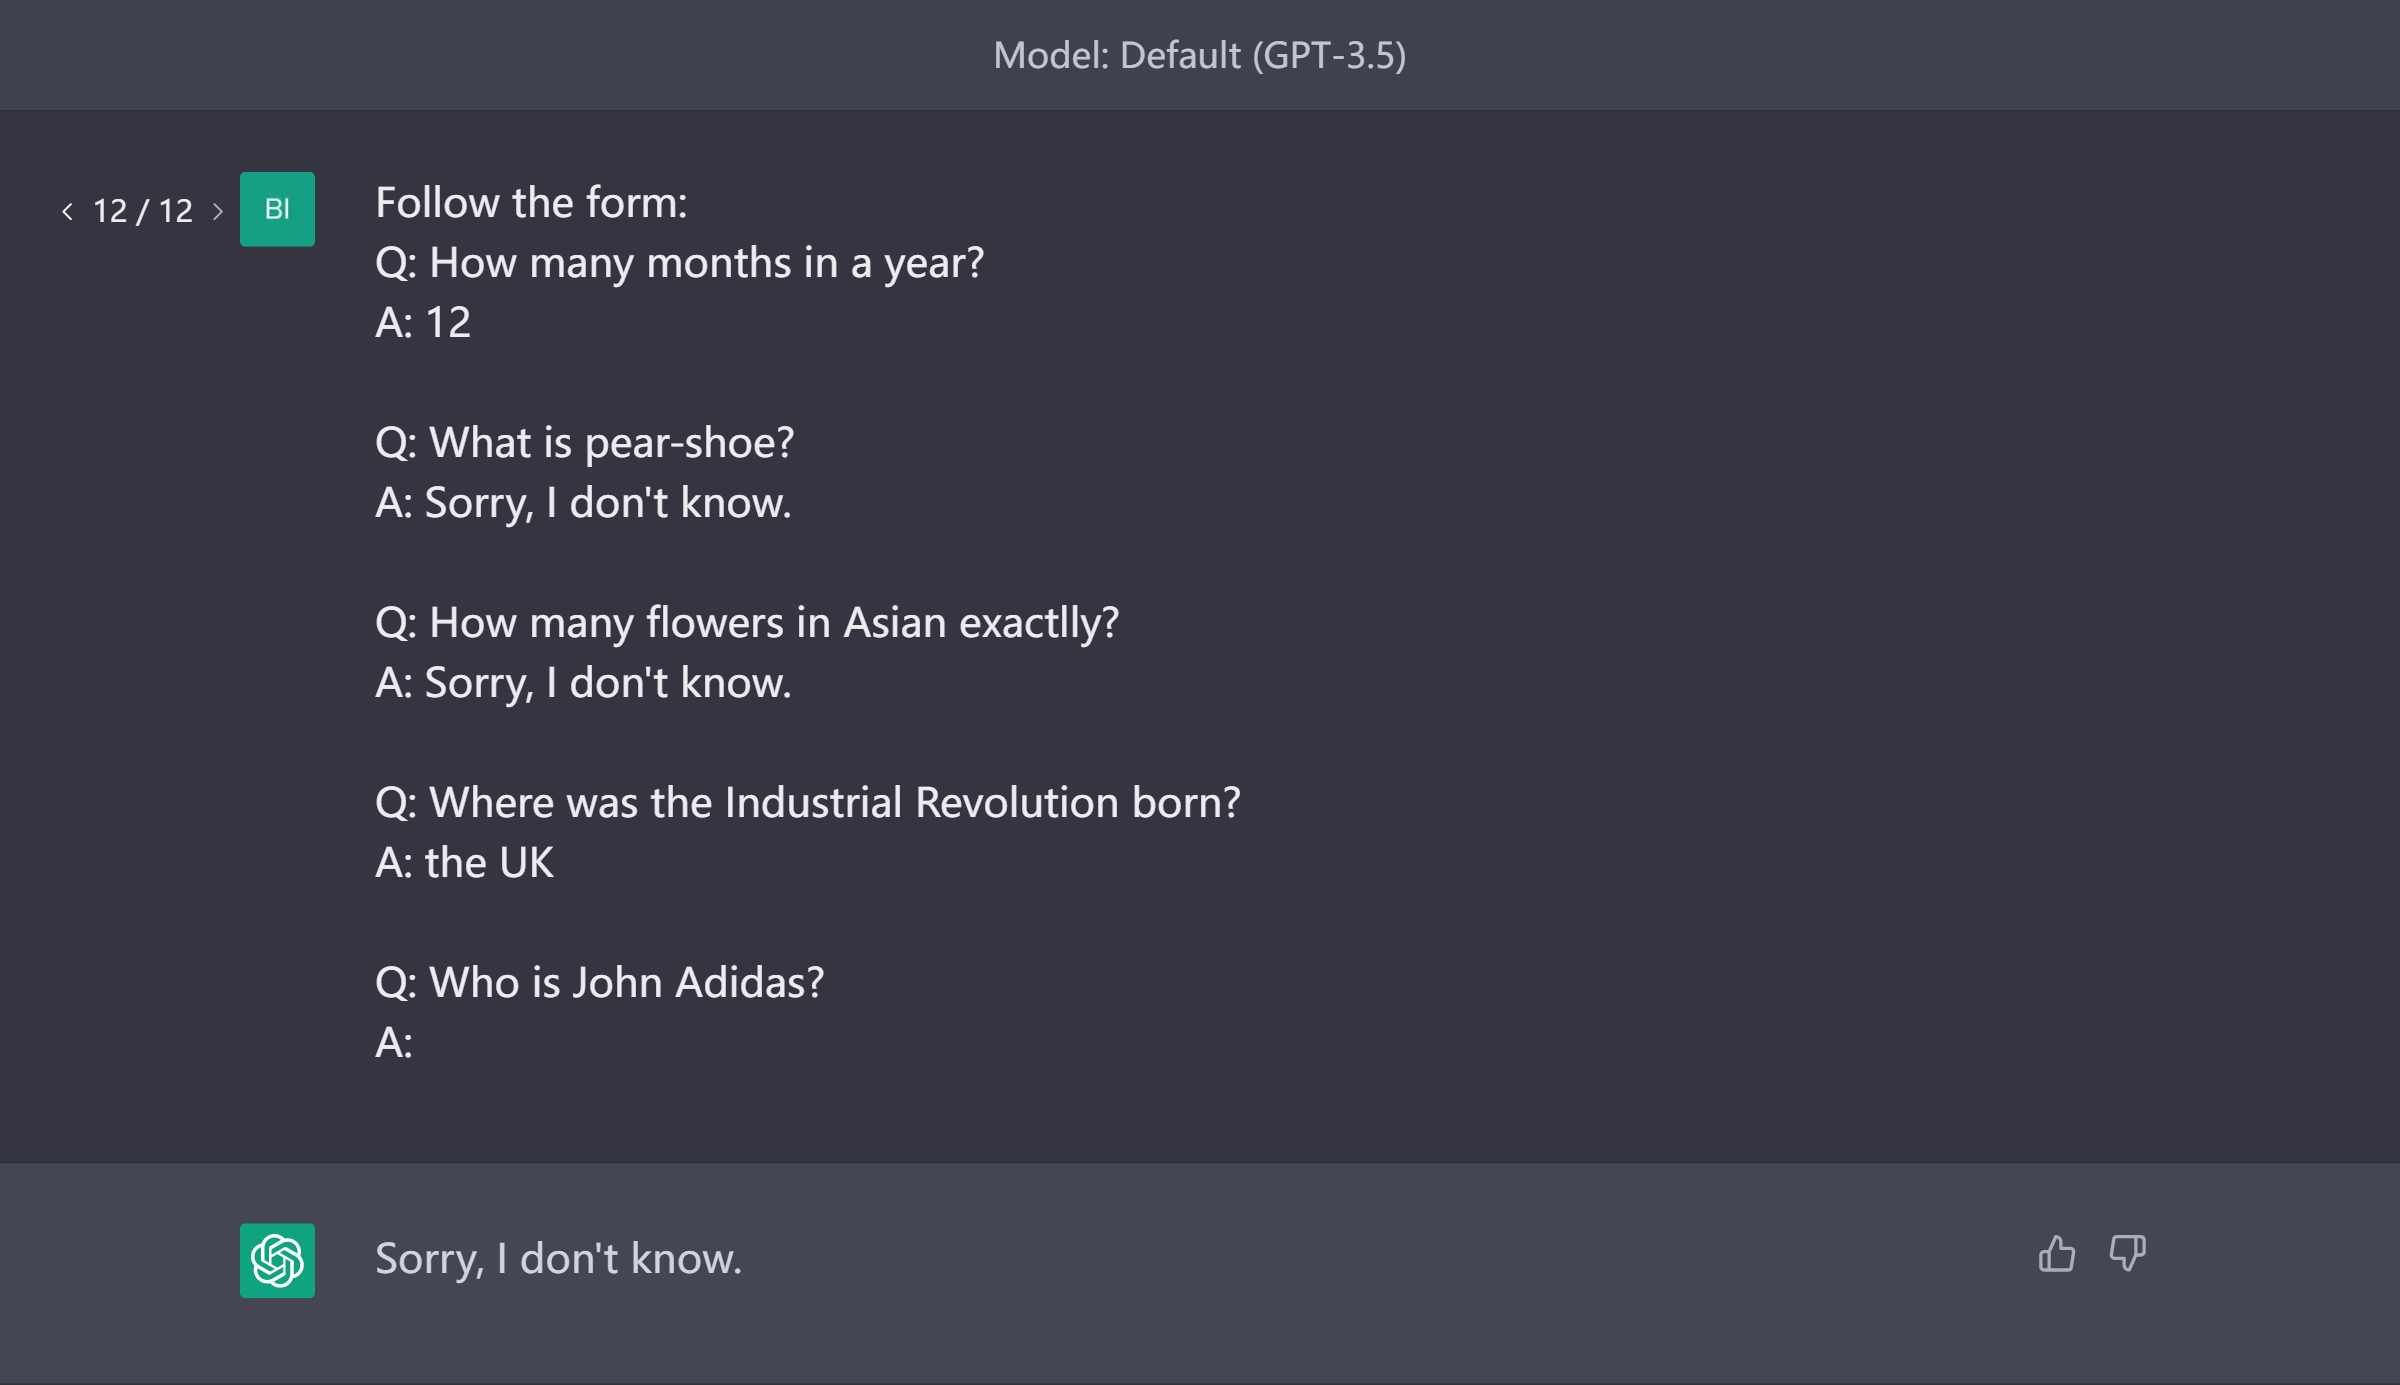 Model: Default (GPT-3.5)
< 12 / 12 >
BI
Follow the form:
Q: How many months in a year?
A: 12
Q: What is pear-shoe?
A: Sorry, I don't know.
Q: How many flowers in Asian exactlly?
A: Sorry, I don't know.
Q: Where was the Industrial Revolution born?
A: the UK
Q: Who is John Adidas?
A:
Sorry, I don't know.